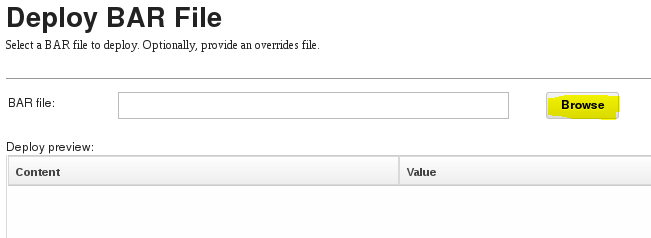 Deploy BAR File
Select a BAR file to deploy. Optionally, provide an overrides file.
BAR file:
Browse
Deploy preview:
Content
Value